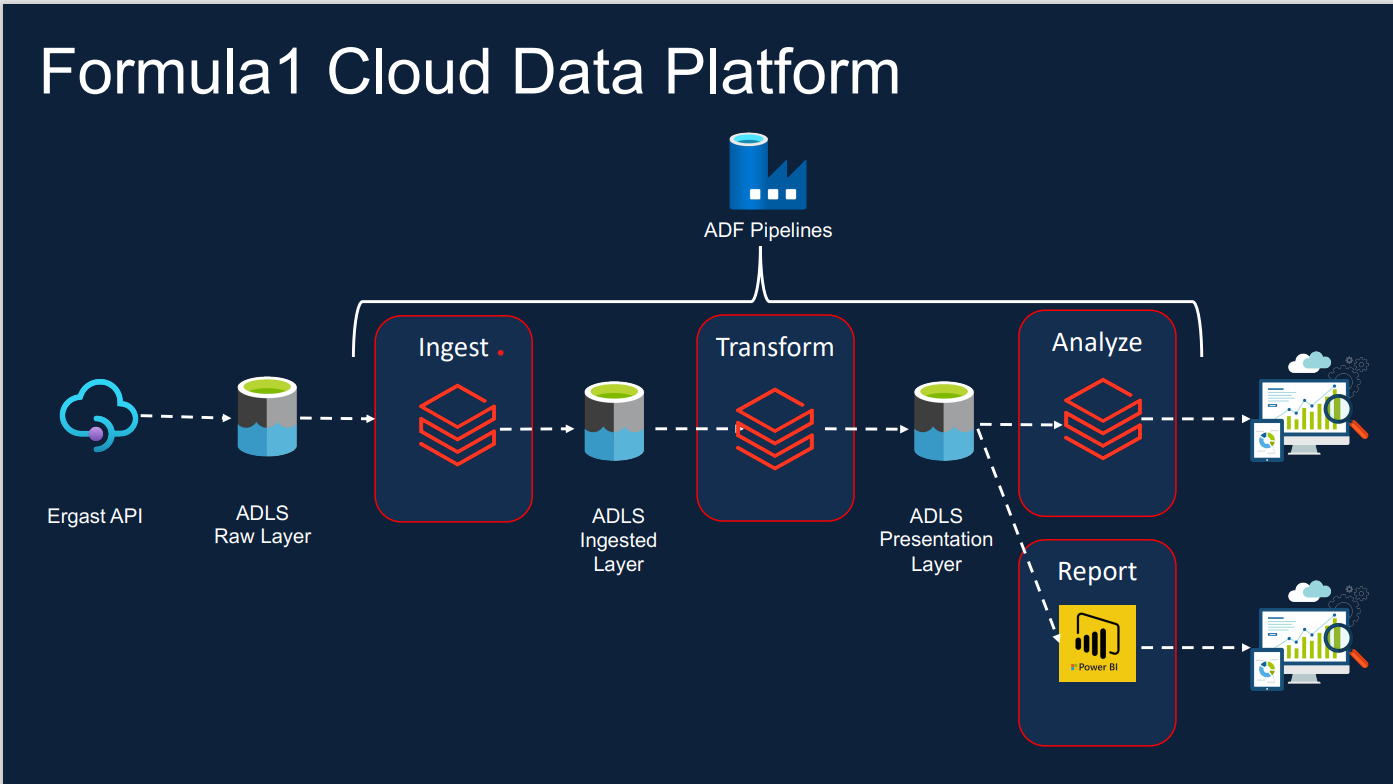 Formula1 Cloud Data Platform
ADF Pipelines
Ingest
Transform
Analyze
Ergast API
ADLS
Raw Layer
ADLS
Ingested
Layer
ADLS
Presentation
Layer
Report
Power BI